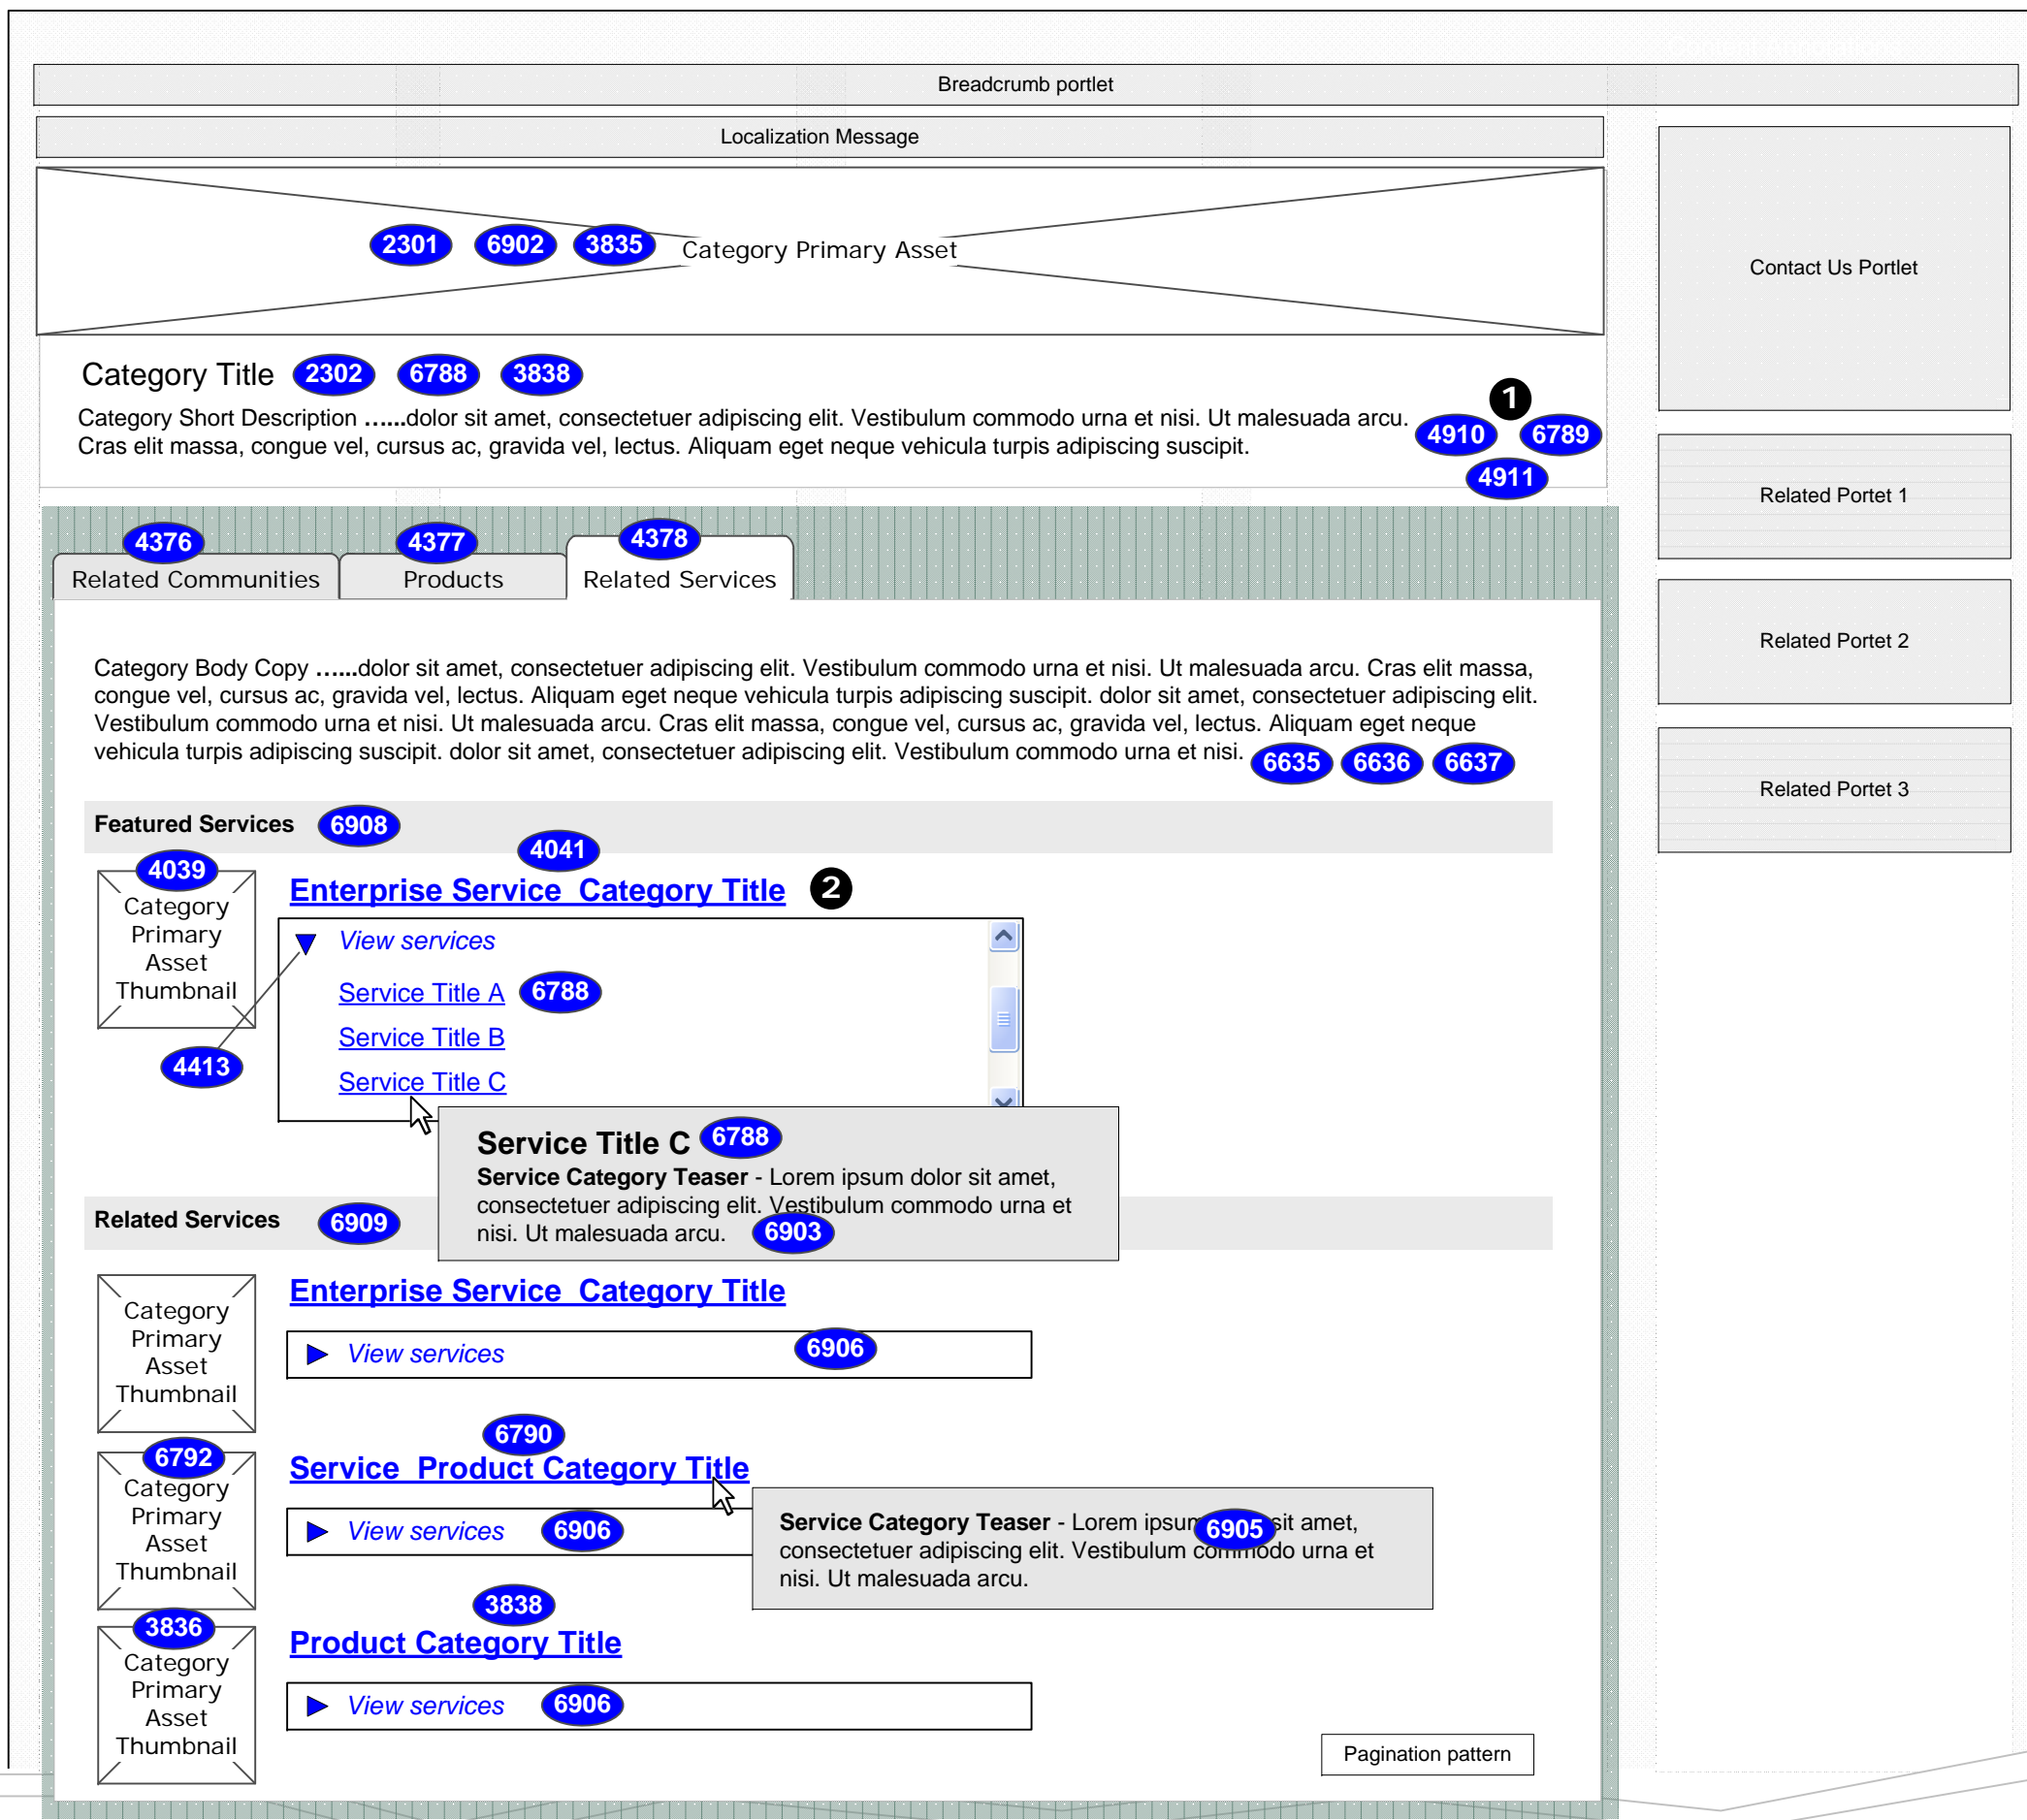 Breadcrumb portlet
Localization Message
2301 6902 3835 Category Primary Asset
Contact Us Portlet
Category Title 2302 6788 3838
1
Category Short Description …...dolor sit amet, consectetuer adipiscing elit. Vestibulum commodo urna et nisi. Ut malesuada arcu.
Cras elit massa, congue vel, cursus ac, gravida vel, lectus. Aliquam eget neque vehicula turpis adipiscing suscipit.
4910 6789
4911
Related Portet 1
Related Portet 2
Related Portet 3
4376 4377 4378
Related Communities Products Related Services
Category Body Copy …...dolor sit amet, consectetuer adipiscing elit. Vestibulum commodo urna et nisi. Ut malesuada arcu. Cras elit massa,
congue vel, cursus ac, gravida vel, lectus. Aliquam eget neque vehicula turpis adipiscing suscipit. dolor sit amet, consectetuer adipiscing elit.
Vestibulum commodo urna et nisi. Ut malesuada arcu. Cras elit massa, congue vel, cursus ac, gravida vel, lectus. Aliquam eget neque
vehicula turpis adipiscing suscipit. dolor sit amet, consectetuer adipiscing elit. Vestibulum commodo urna et nisi. 6635 6636 6637
Featured Services 6908
4041
4039
Category
Primary
Asset
Thumbnail
Enterprise Service Category Title 2
View services
Service Title A 6788
Service Title B
Service Title C
4413
Service Title C 6788
Service Category Teaser - Lorem ipsum dolor sit amet,
consectetuer adipiscing elit. Vestibulum commodo urna et
nisi. Ut malesuada arcu. 6903
Related Services 6909
Category
Primary
Asset
Thumbnail
Enterprise Service Category Title
View services 6906
6790
6792
Category
Primary
Asset
Thumbnail
Service Product Category Title
View services 6906
Service Category Teaser - Lorem ipsum 6905 sit amet,
consectetuer adipiscing elit. Vestibulum commodo urna et
nisi. Ut malesuada arcu.
3838
3836
Category
Primary
Asset
Thumbnail
Product Category Title
View services 6906
Pagination pattern